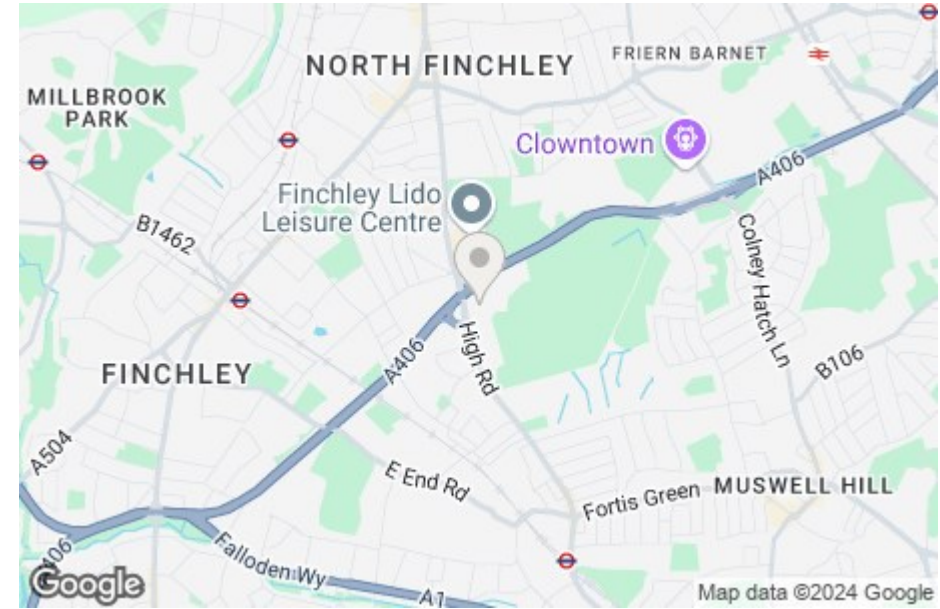 NORTH FINCHLEY
FRIERN BARNET
MILLBROOK
PARK
Clowntown
A406
Finchley Lido
Leisure Centre
B1462
Colney Hatch Ln
High Rd
A406
B106
FINCHLEY
A504
E End Rd
Fortis Green
MUSWELL HILL
A406
Falloden Wy
A1
Google
Map data ©2024 Google